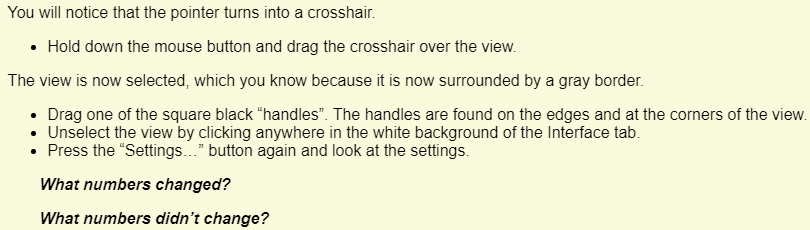 You will notice that the pointer turns into a crosshair.
• Hold down the mouse button and drag the crosshair over the view.
The view is now selected, which you know because it is now surrounded by a gray border.
• Drag one of the square black “handles”. The handles are found on the edges and at the corners of the view.
• Unselect the view by clicking anywhere in the white background of the Interface tab.
• Press the “Settings…” button again and look at the settings.
What numbers changed?
What numbers didn’t change?